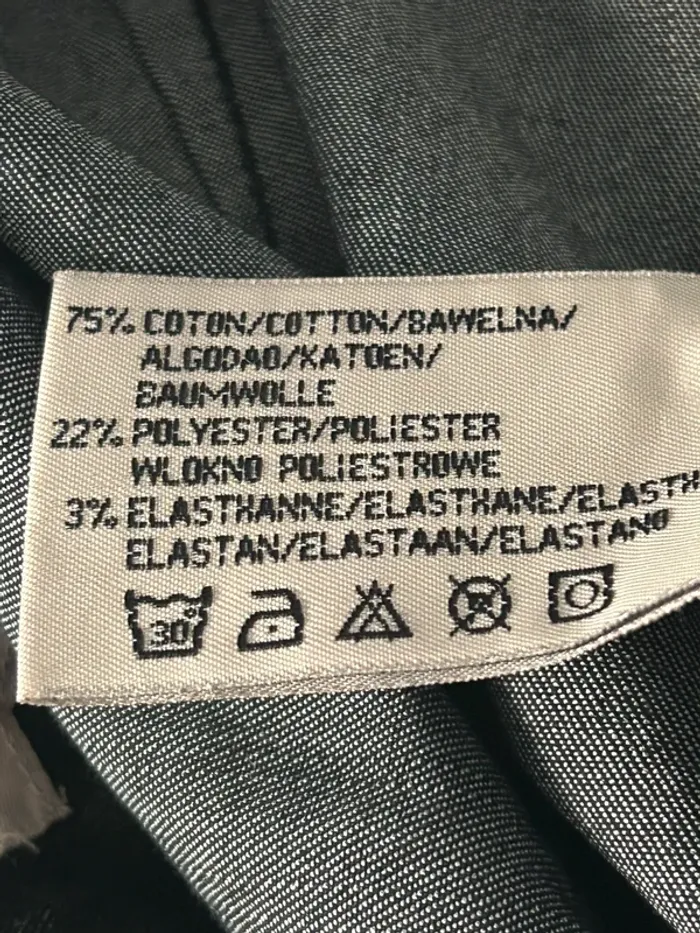 75% COTON/COTTON/BAWELNA/
ALGODAO/KATOEN/
BAUMWOLLE
22% POLYESTER/POLIESTER
WLOKNO POLIESTROWE
3% ELASTHANNE/ELASTHANE/ELASTH
ELASTAN/ELASTAAN/ELASTANO
30°